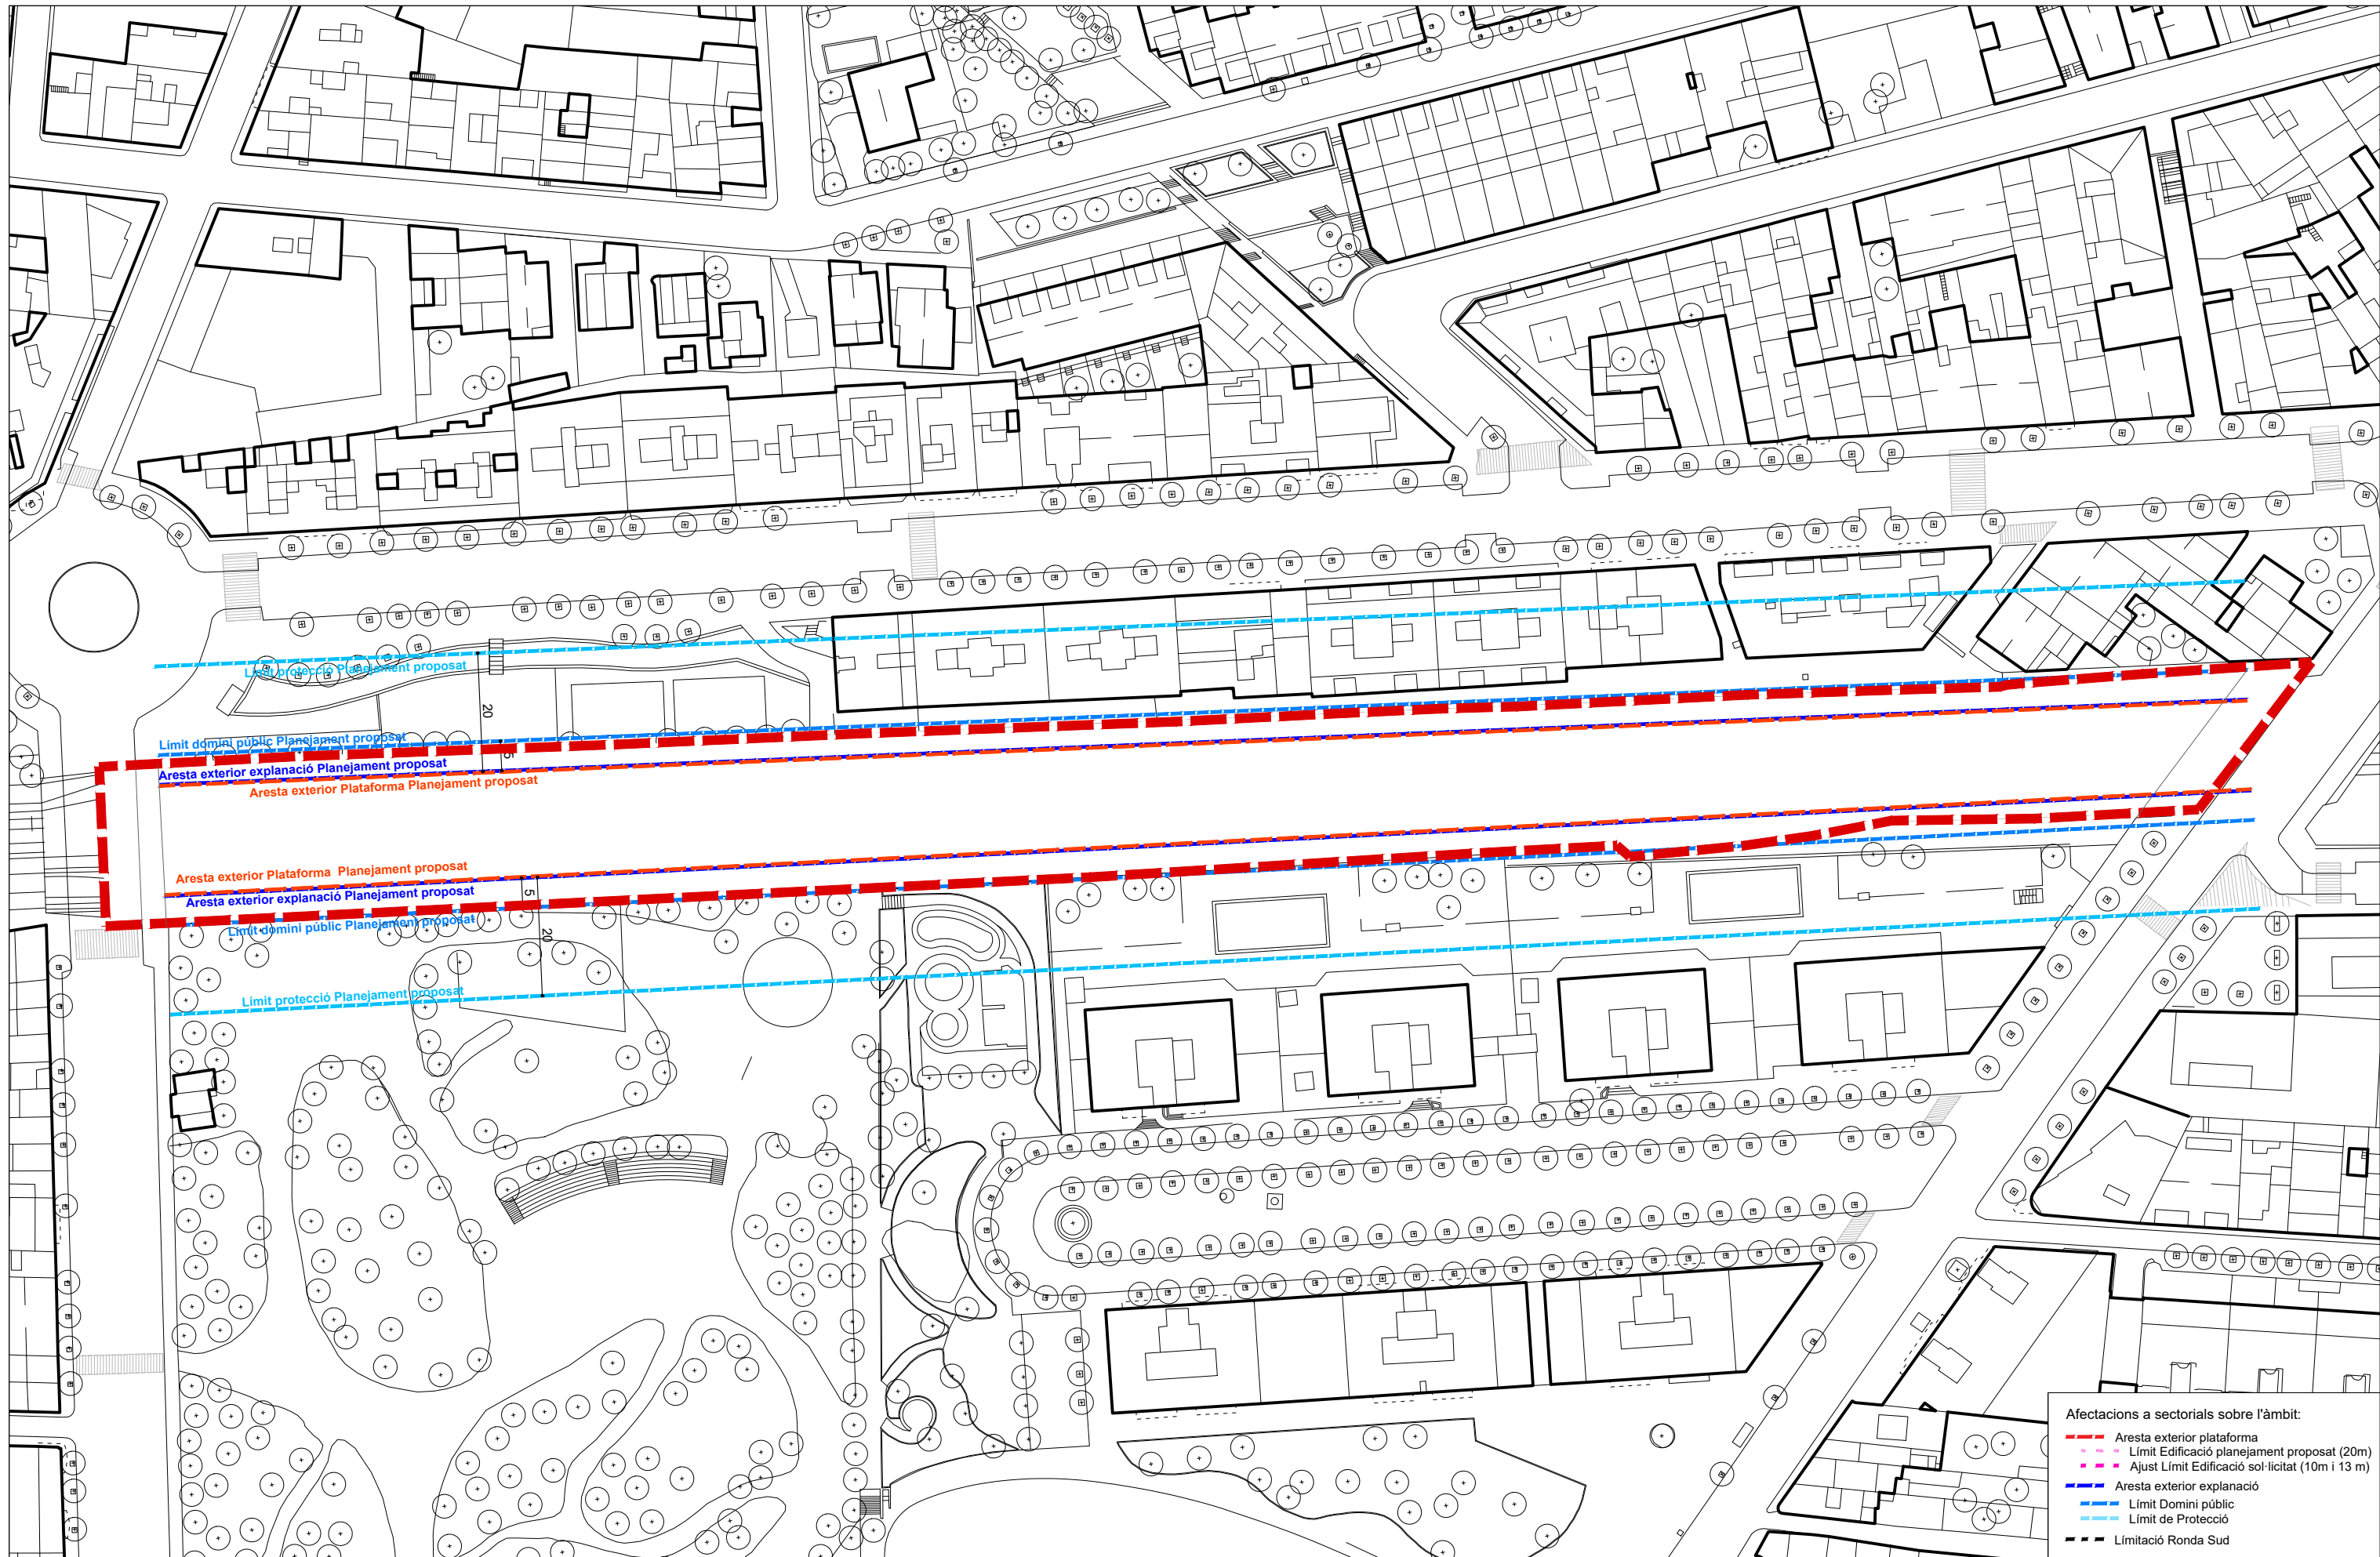 Límit protecció Planejament proposat
20
Límit domini públic Planejament proposat
5
Aresta exterior explanació Planejament proposat
Aresta exterior Plataforma Planejament proposat
Aresta exterior Plataforma Planejament proposat
Aresta exterior explanació Planejament proposat
5
Límit domini públic Planejament proposat
20
Límit protecció Planejament proposat
Afectacions a sectorials sobre l'àmbit:
Aresta exterior plataforma
Límit Edificació planejament proposat (20m)
Ajust Límit Edificació sol·licitat (10m i 13 m)
Aresta exterior explanació
Límit Domini públic
Límit de Protecció
Límitació Ronda Sud